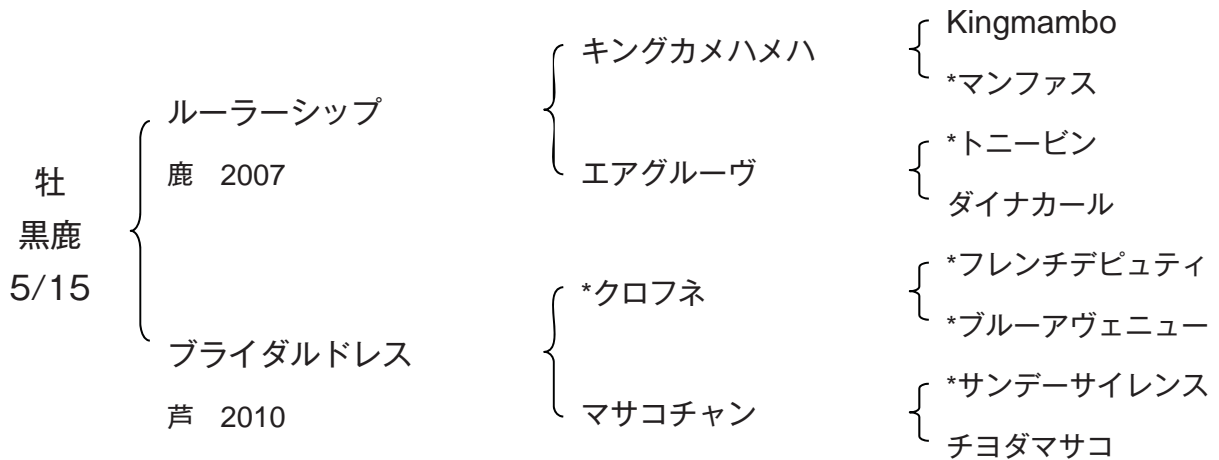 牡
黒鹿
5/15
ルーラーシップ
鹿 2007
ブライダルドレス
芦 2010
キングカメハメハ
エアグルーヴ
*クロフネ
マサコチャン
Kingmambo
*マンファス
*トニービン
ダイナカール
*フレンチデピュティ
*ブルーアヴェニュー
*サンデーサイレンス
チヨダマサコ